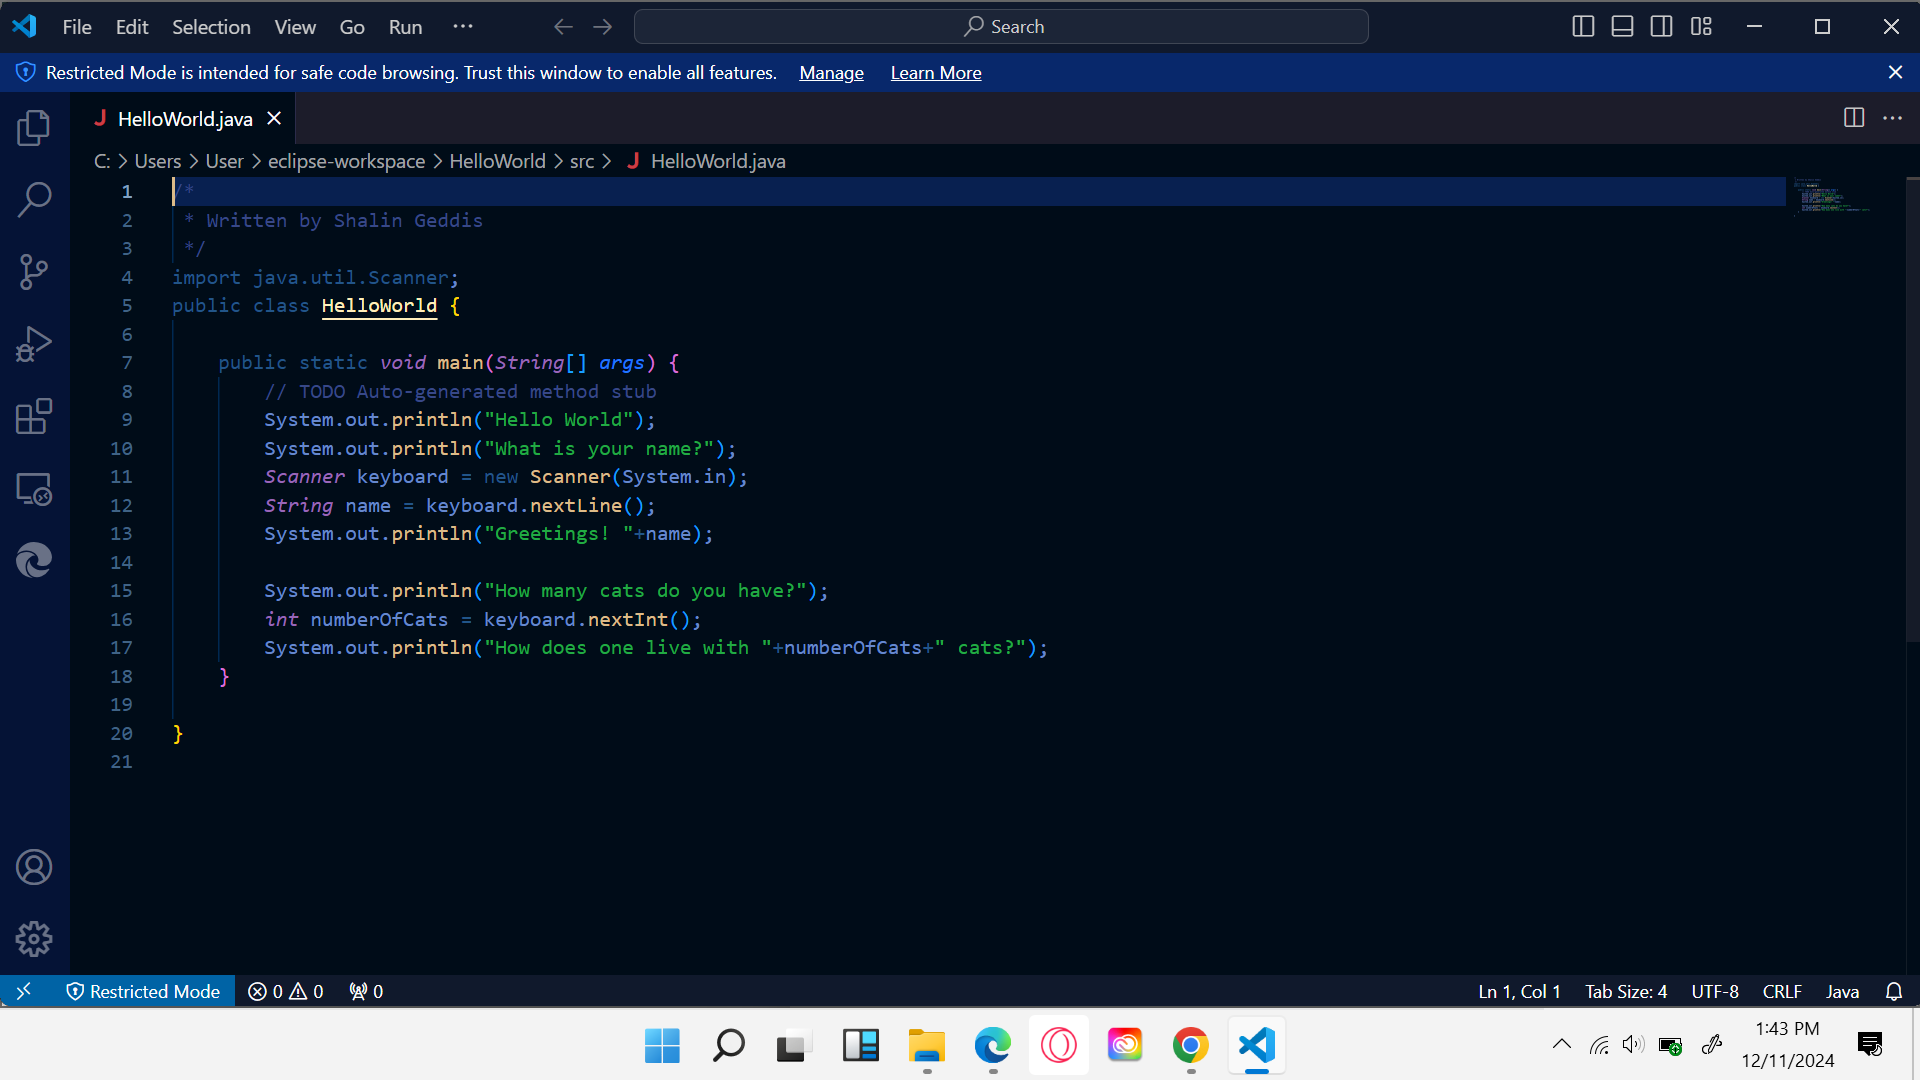 File Edit Selection View Go Run ··· Search
Restricted Mode is intended for safe code browsing. Trust this window to enable all features. Manage Learn More
J HelloWorld.java
C: > Users > User > eclipse-workspace > HelloWorld > src > J HelloWorld.java
1 /*
2 * Written by Shalin Geddis
3 */
4 import java.util.Scanner;
5 public class HelloWorld {
6
7 public static void main(String[] args) {
8 // TODO Auto-generated method stub
9 System.out.println("Hello World");
10 System.out.println("What is your name?");
11 Scanner keyboard = new Scanner(System.in);
12 String name = keyboard.nextLine();
13 System.out.println("Greetings! "+name);
14
15 System.out.println("How many cats do you have?");
16 int numberOfCats = keyboard.nextInt();
17 System.out.println("How does one live with "+numberOfCats+" cats?");
18 }
19
20 }
21
Restricted Mode 0 0 0 Ln 1, Col 1 Tab Size: 4 UTF-8 CRLF Java
1:43 PM
12/11/2024